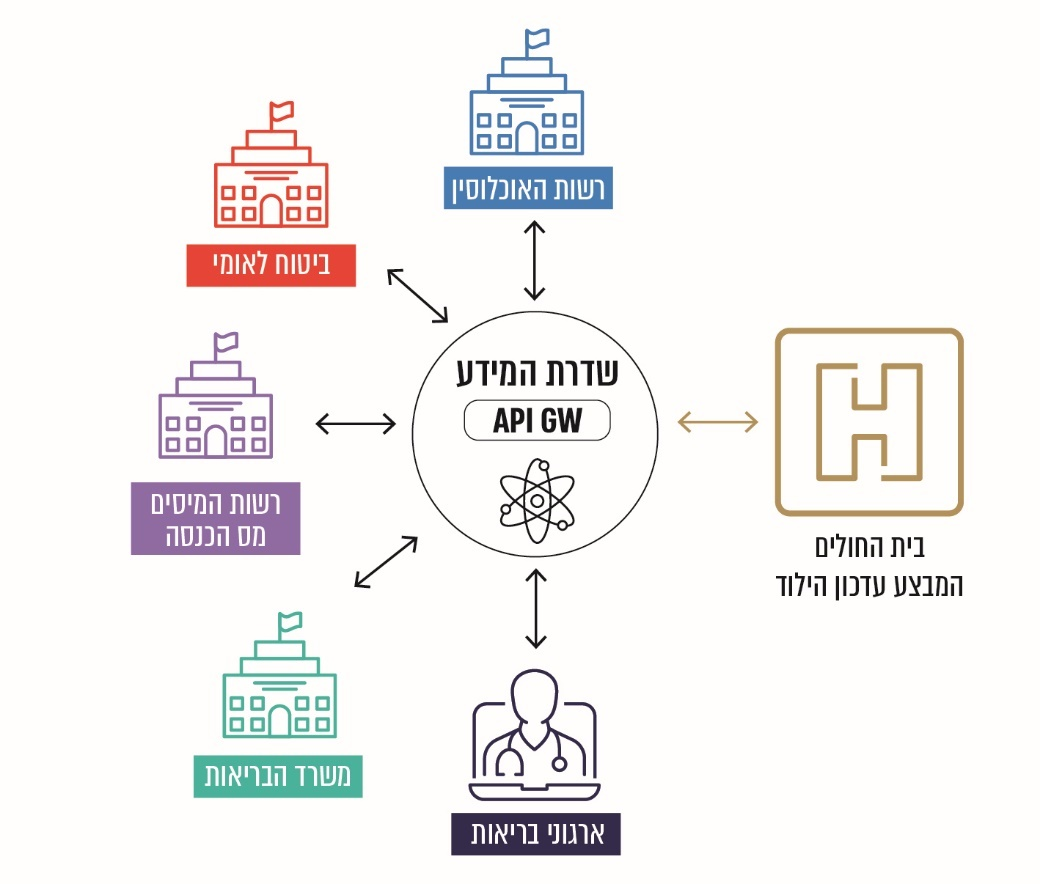 רשות האוכלוסין
ביטוח לאומי
שדרת המידע
API GW
רשות המיסים
מס הכנסה
בית החולים
המבצע עדכון הילוד
משרד הבריאות
ארגוני בריאות